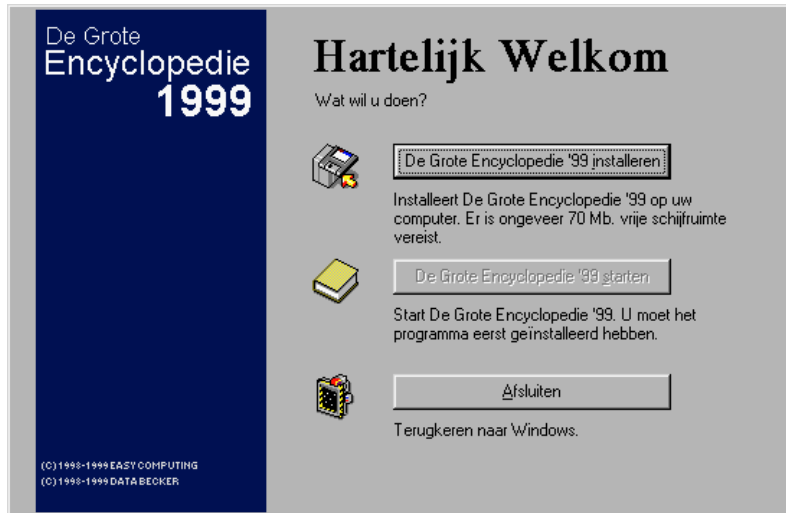 De Grote
Encyclopedie
1999
Hartelijk Welkom
Wat wil u doen?
De Grote Encyclopedie '99 installeren
Installeert De Grote Encyclopedie '99 op uw
computer. Er is ongeveer 70 Mb. vrije schijfruimte
vereist.
De Grote Encyclopedie '99 starten
Start De Grote Encyclopedie '99. U moet het
programma eerst geïnstalleerd hebben.
Afsluiten
Terugkeren naar Windows.
(C) 1998-1999 EASY COMPUTING
(C) 1998-1999 DATA BECKER